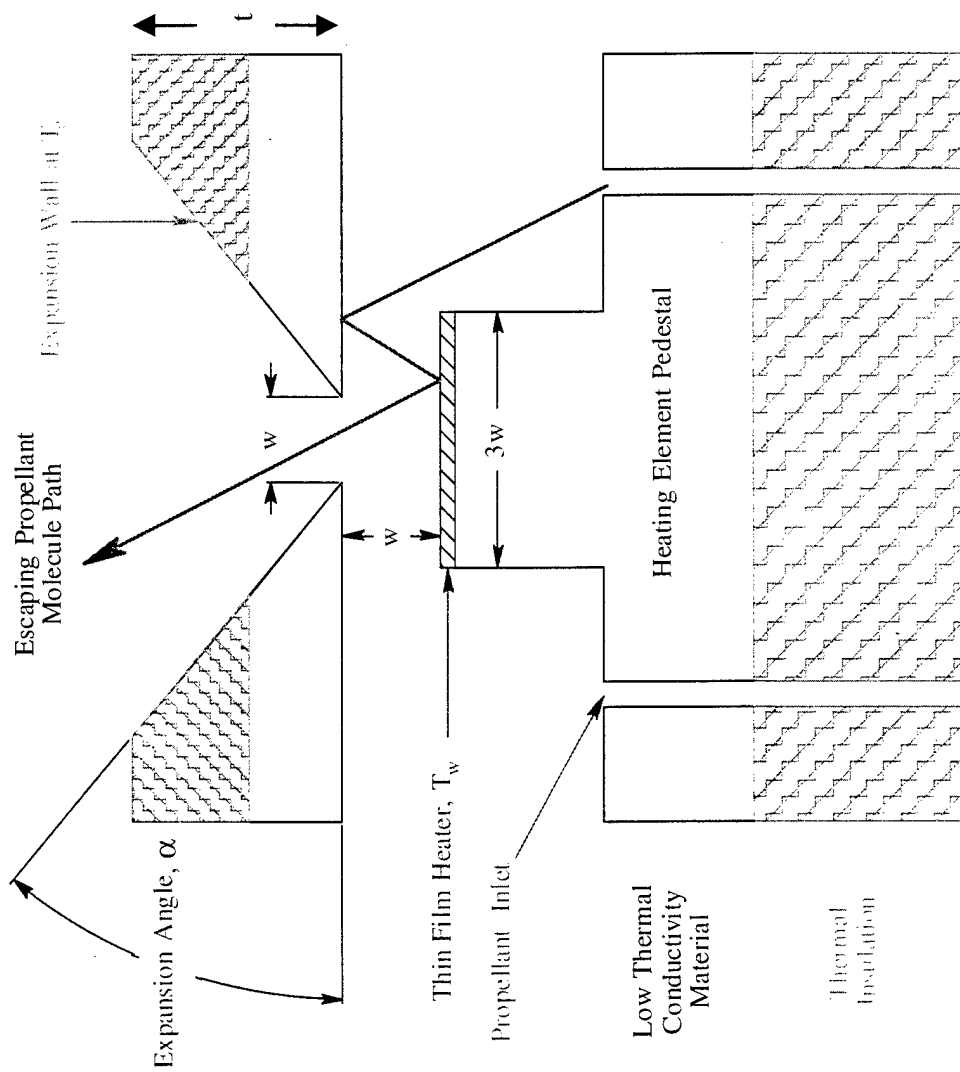 Escaping Propellant
Molecule Path
Expansion Wall at T
t
w
w
3w
Expansion Angle, α
Thin Film Heater, T_w
Propellant Inlet
Heating Element Pedestal
Low Thermal
Conductivity
Material
Thermal
Insulation